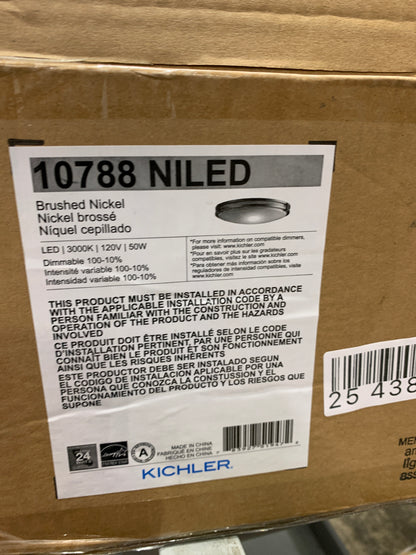 10788 NILED
Brushed Nickel
Nickel brossé
Níquel cepillado
LED | 3000K | 120V | 50W
Dimmable 100-10%
Intensité variable 100-10%
Intensidad variable 100-10%
*For more information on compatible dimmers,
please visit www.kichler.com
*Pour en savoir plus sur les gradateurs
compatibles, visitez le site
www.kichler.com
*Para obtener más información sobre los
reguladores de intensidad compatibles, visite
www.kichler.com
THIS PRODUCT MUST BE INSTALLED IN ACCORDANCE
WITH THE APPLICABLE INSTALLATION CODE BY A
PERSON FAMILIAR WITH THE CONSTRUCTION AND
OPERATION OF THE PRODUCT AND THE HAZARDS
INVOLVED
CE PRODUIT DOIT ÊTRE INSTALLÉ SELON LE CODE
D'INSTALLATION PERTINENT, PAR UNE PERSONNE QUI
CONNAÎT BIEN LE PRODUIT ET SON FONCTIONNEMENT
AINSI QUE LES RISQUES INHÉRENTS
ESTE PRODUCTOR DEBE SER INSTALADO SEGUN
EL CODIGO DE INSTALACION APLICABLE POR UNA
PERSONA QUE CONOZCA LA CONSTUSSION Y EL
FUNCIONAMIENTO DEL PRODUCTO Y LOS RIESGOS QUE
SUPONE
24
A
MADE IN CHINA
FABRIQUÉ EN CHINE
HECHO EN CHINA
KICHLER
25 438